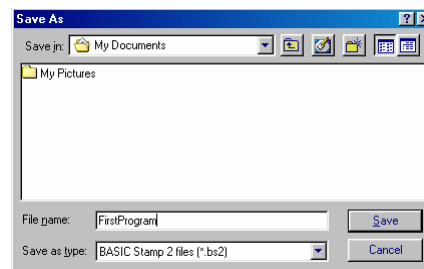 Save As
Save in: My Documents
My Pictures
File name: FirstProgram Save
Save as type: BASIC Stamp 2 files (*.bs2) Cancel